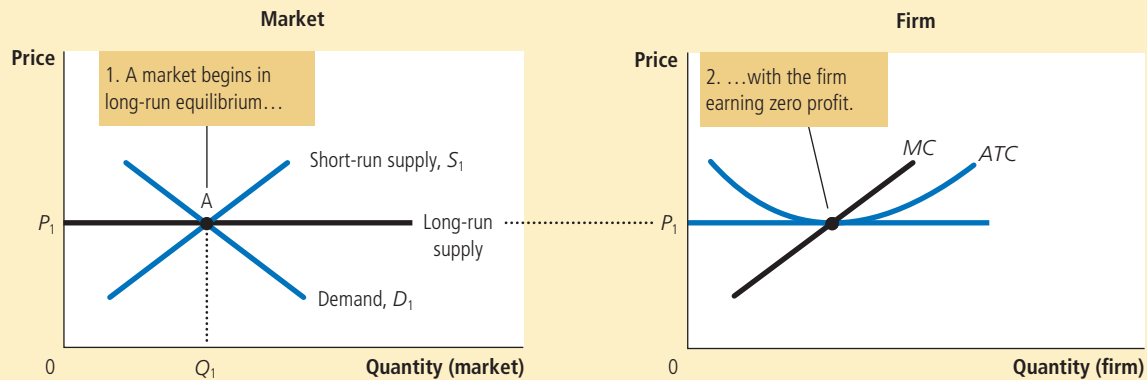 Market
Price
1. A market begins in
long-run equilibrium…
Short-run supply, S₁
A
P₁
Long-run
supply
Demand, D₁
0
Q₁
Quantity (market)
Firm
Price
2. …with the firm
earning zero profit.
MC
ATC
P₁
0
Quantity (firm)